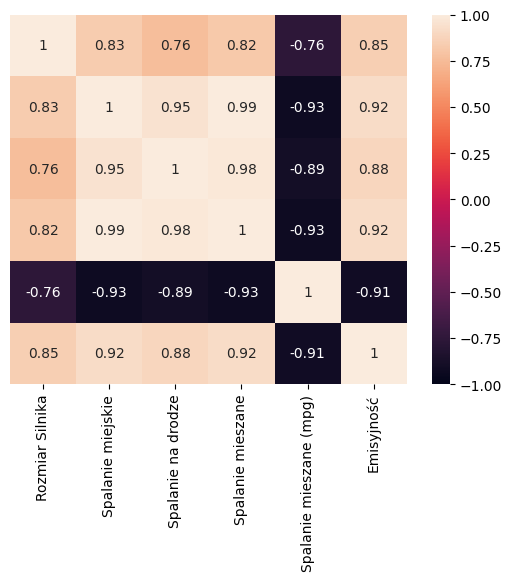 1 0.83 0.76 0.82 -0.76 0.85
0.83 1 0.95 0.99 -0.93 0.92
0.76 0.95 1 0.98 -0.89 0.88
0.82 0.99 0.98 1 -0.93 0.92
-0.76 -0.93 -0.89 -0.93 1 -0.91
0.85 0.92 0.88 0.92 -0.91 1
Rozmiar Silnika
Spalanie miejskie
Spalanie na drodze
Spalanie mieszane
Spalanie mieszane (mpg)
Emisyjność
1.00
0.75
0.50
0.25
0.00
-0.25
-0.50
-0.75
-1.00